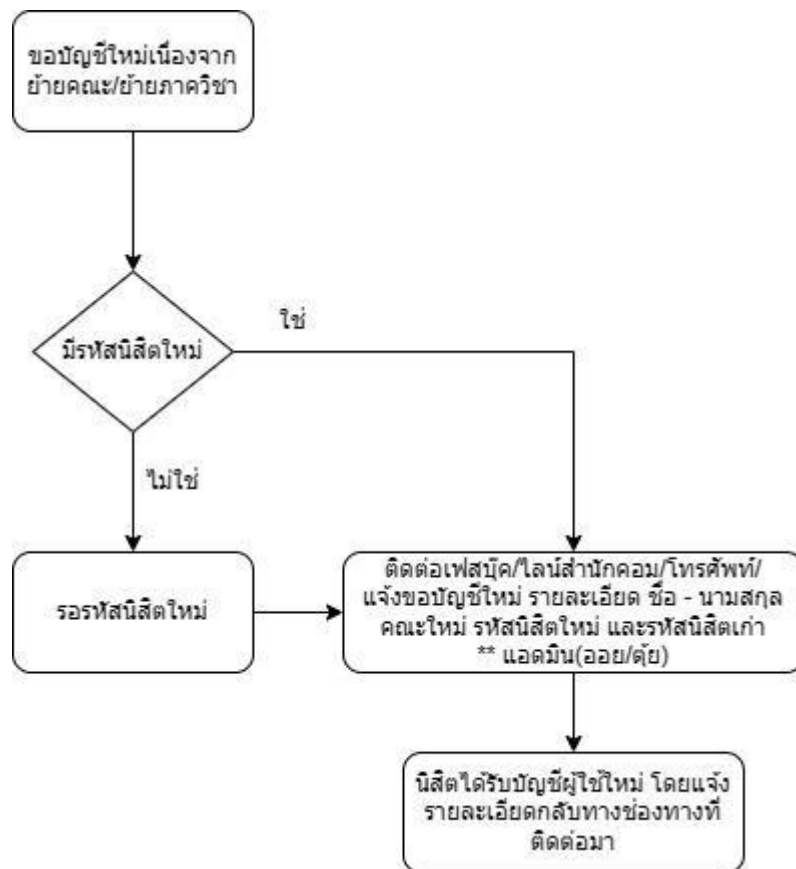 ขอบัญชีใหม่เนื่องจาก
ย้ายคณะ/ย้ายภาควิชา
มีรหัสนิสิตใหม่
ใช่
ไม่ใช่
รอรหัสนิสิตใหม่
ติดต่อเฟสบุ๊ค/ไลน์สำนักคอม/โทรศัพท์/
แจ้งขอบัญชีใหม่ รายละเอียด ชื่อ - นามสกุล
คณะใหม่ รหัสนิสิตใหม่ และรหัสนิสิตเก่า
** แอดมิน(ออย/ตุ้ย)
นิสิตได้รับบัญชีผู้ใช้ใหม่ โดยแจ้ง
รายละเอียดกลับทางช่องทางที่
ติดต่อมา